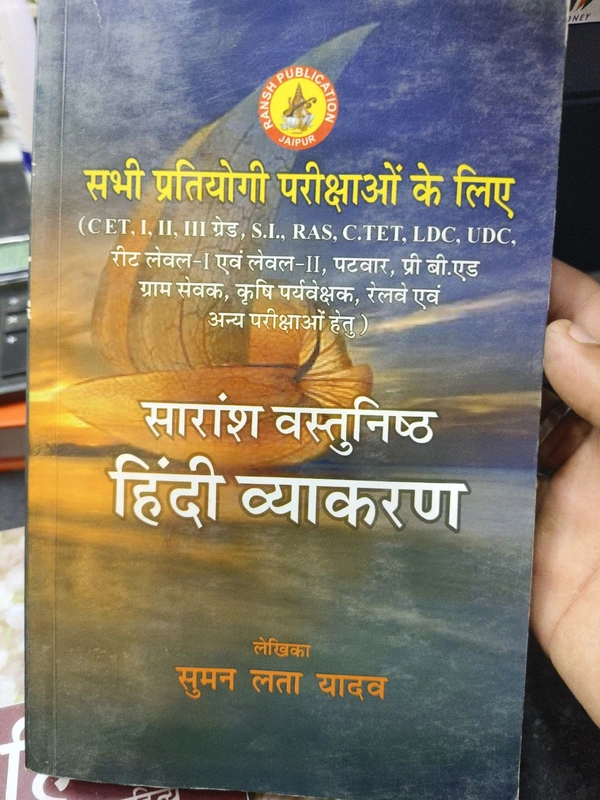 RANSH PUBLICATION
JAIPUR
सभी प्रतियोगी परीक्षाओं के लिए
(CET, I, II, III ग्रेड, S.I., RAS, C.TET, LDC, UDC,
रीट लेवल-I एवं लेवल-II, पटवार, प्री बी.एड
ग्राम सेवक, कृषि पर्यवेक्षक, रेलवे एवं
अन्य परीक्षाओं हेतु)
सारांश वस्तुनिष्ठ
हिंदी व्याकरण
लेखिका
सुमन लता यादव